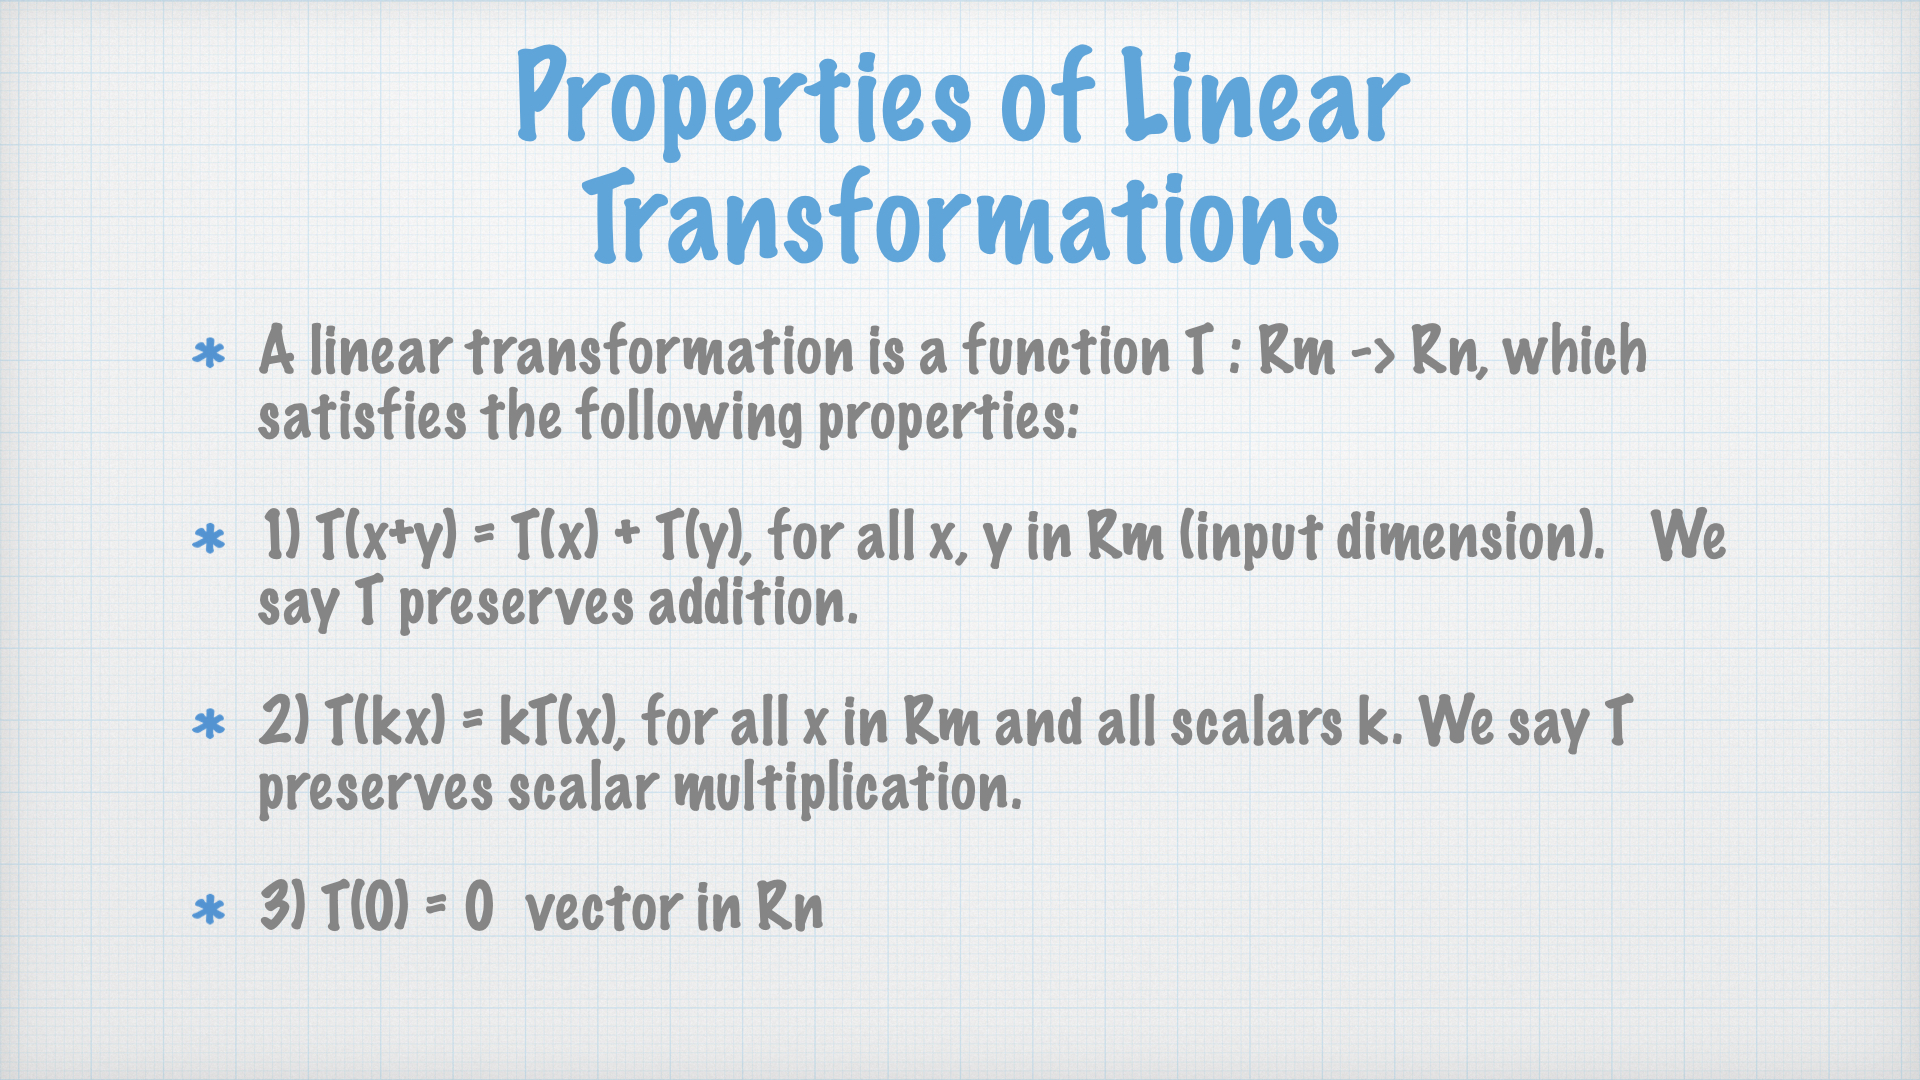 Properties of Linear
Transformations
* A linear transformation is a function T : Rm -> Rn, which
satisfies the following properties:
* 1) T(x+y) = T(x) + T(y), for all x, y in Rm (input dimension). We
say T preserves addition.
* 2) T(kx) = kT(x), for all x in Rm and all scalars k. We say T
preserves scalar multiplication.
* 3) T(0) = 0 vector in Rn